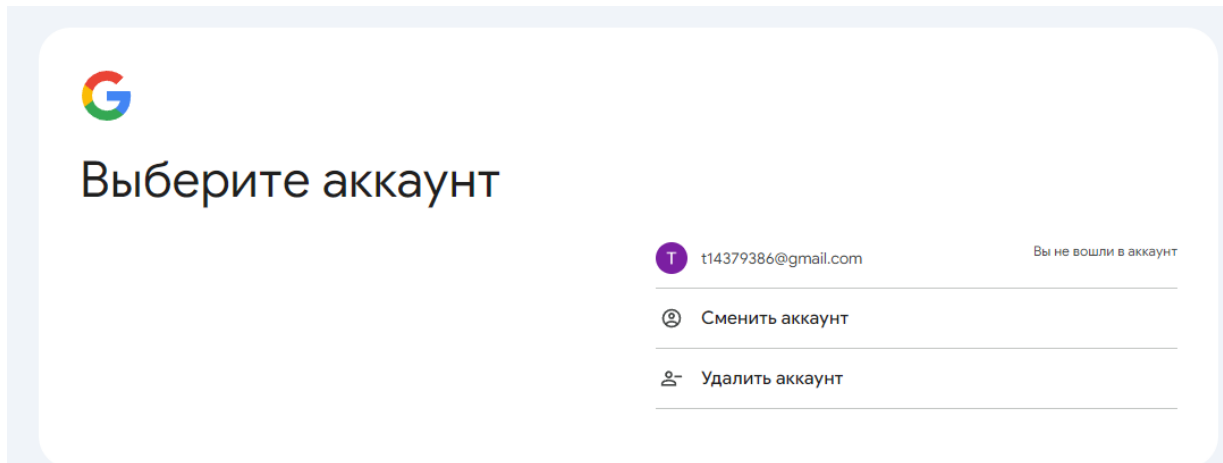 Выберите аккаунт
T
t14379386@gmail.com
Вы не вошли в аккаунт
Сменить аккаунт
Удалить аккаунт